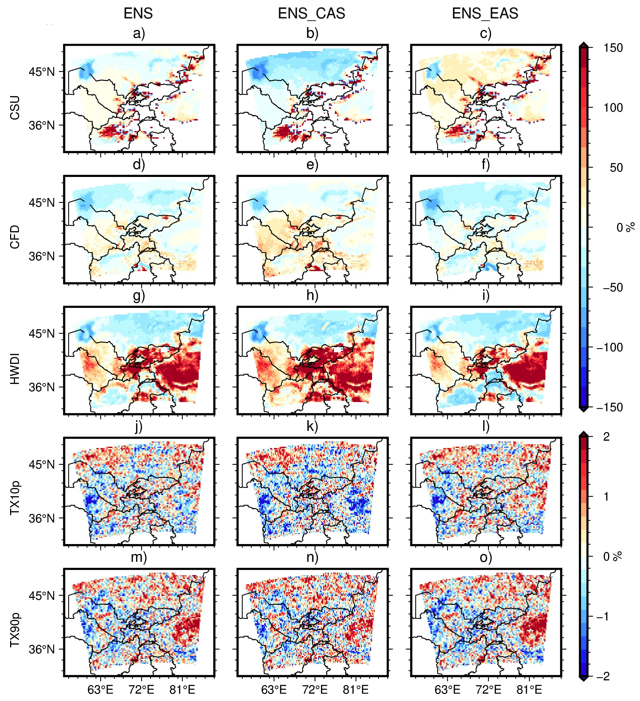 ENS ENS_CAS ENS_EAS
a) b) c)
CSU 45°N 36°N
d) e) f)
CFD 45°N 36°N
g) h) i)
HWDI 45°N 36°N
150 100 50 0 −50 −100 −150 %
j) k) l)
TX10p 45°N 36°N
m) n) o)
TX90p 45°N 36°N
2 1 0 −1 −2 %
63°E 72°E 81°E 63°E 72°E 81°E 63°E 72°E 81°E